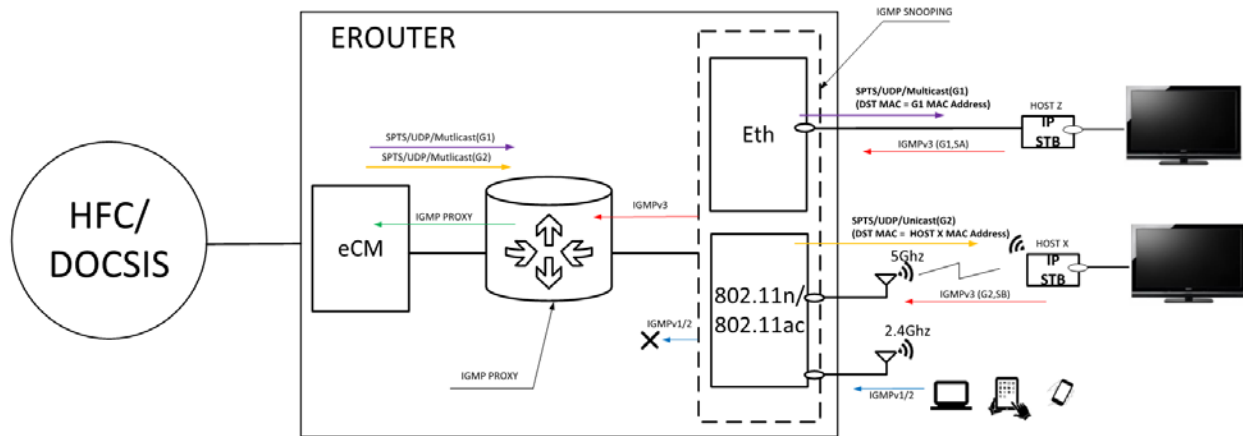 IGMP SNOOPING
EROUTER
SPTS/UDP/Multicast(G1)
(DST MAC = G1 MAC Address)
HOST Z
IP
STB
Eth
IGMPv3 (G1,SA)
SPTS/UDP/Mutlicast(G1)
SPTS/UDP/Mutlicast(G2)
HFC/
DOCSIS
eCM
IGMP PROXY
IGMPv3
SPTS/UDP/Unicast(G2)
(DST MAC = HOST X MAC Address)
HOST X
IP
STB
5Ghz
802.11n/
802.11ac
IGMPv3 (G2,SB)
IGMPv1/2
2.4Ghz
IGMP PROXY
IGMPv1/2